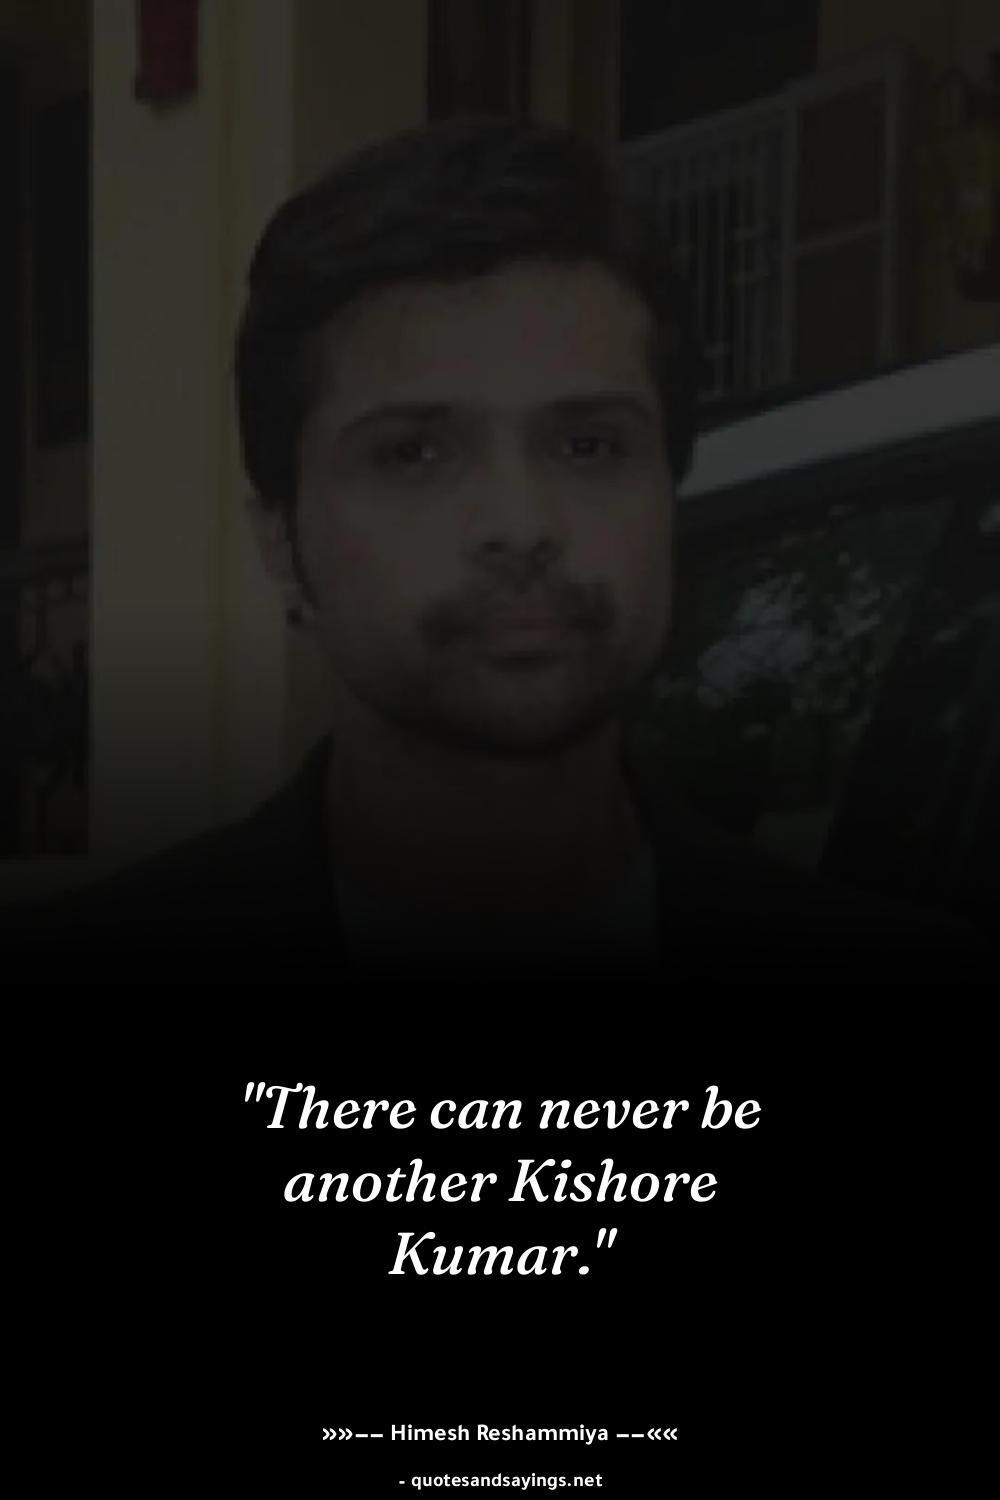 "There can never be
another Kishore
Kumar."
»»−− Himesh Reshammiya −−««
- quotesandsayings.net